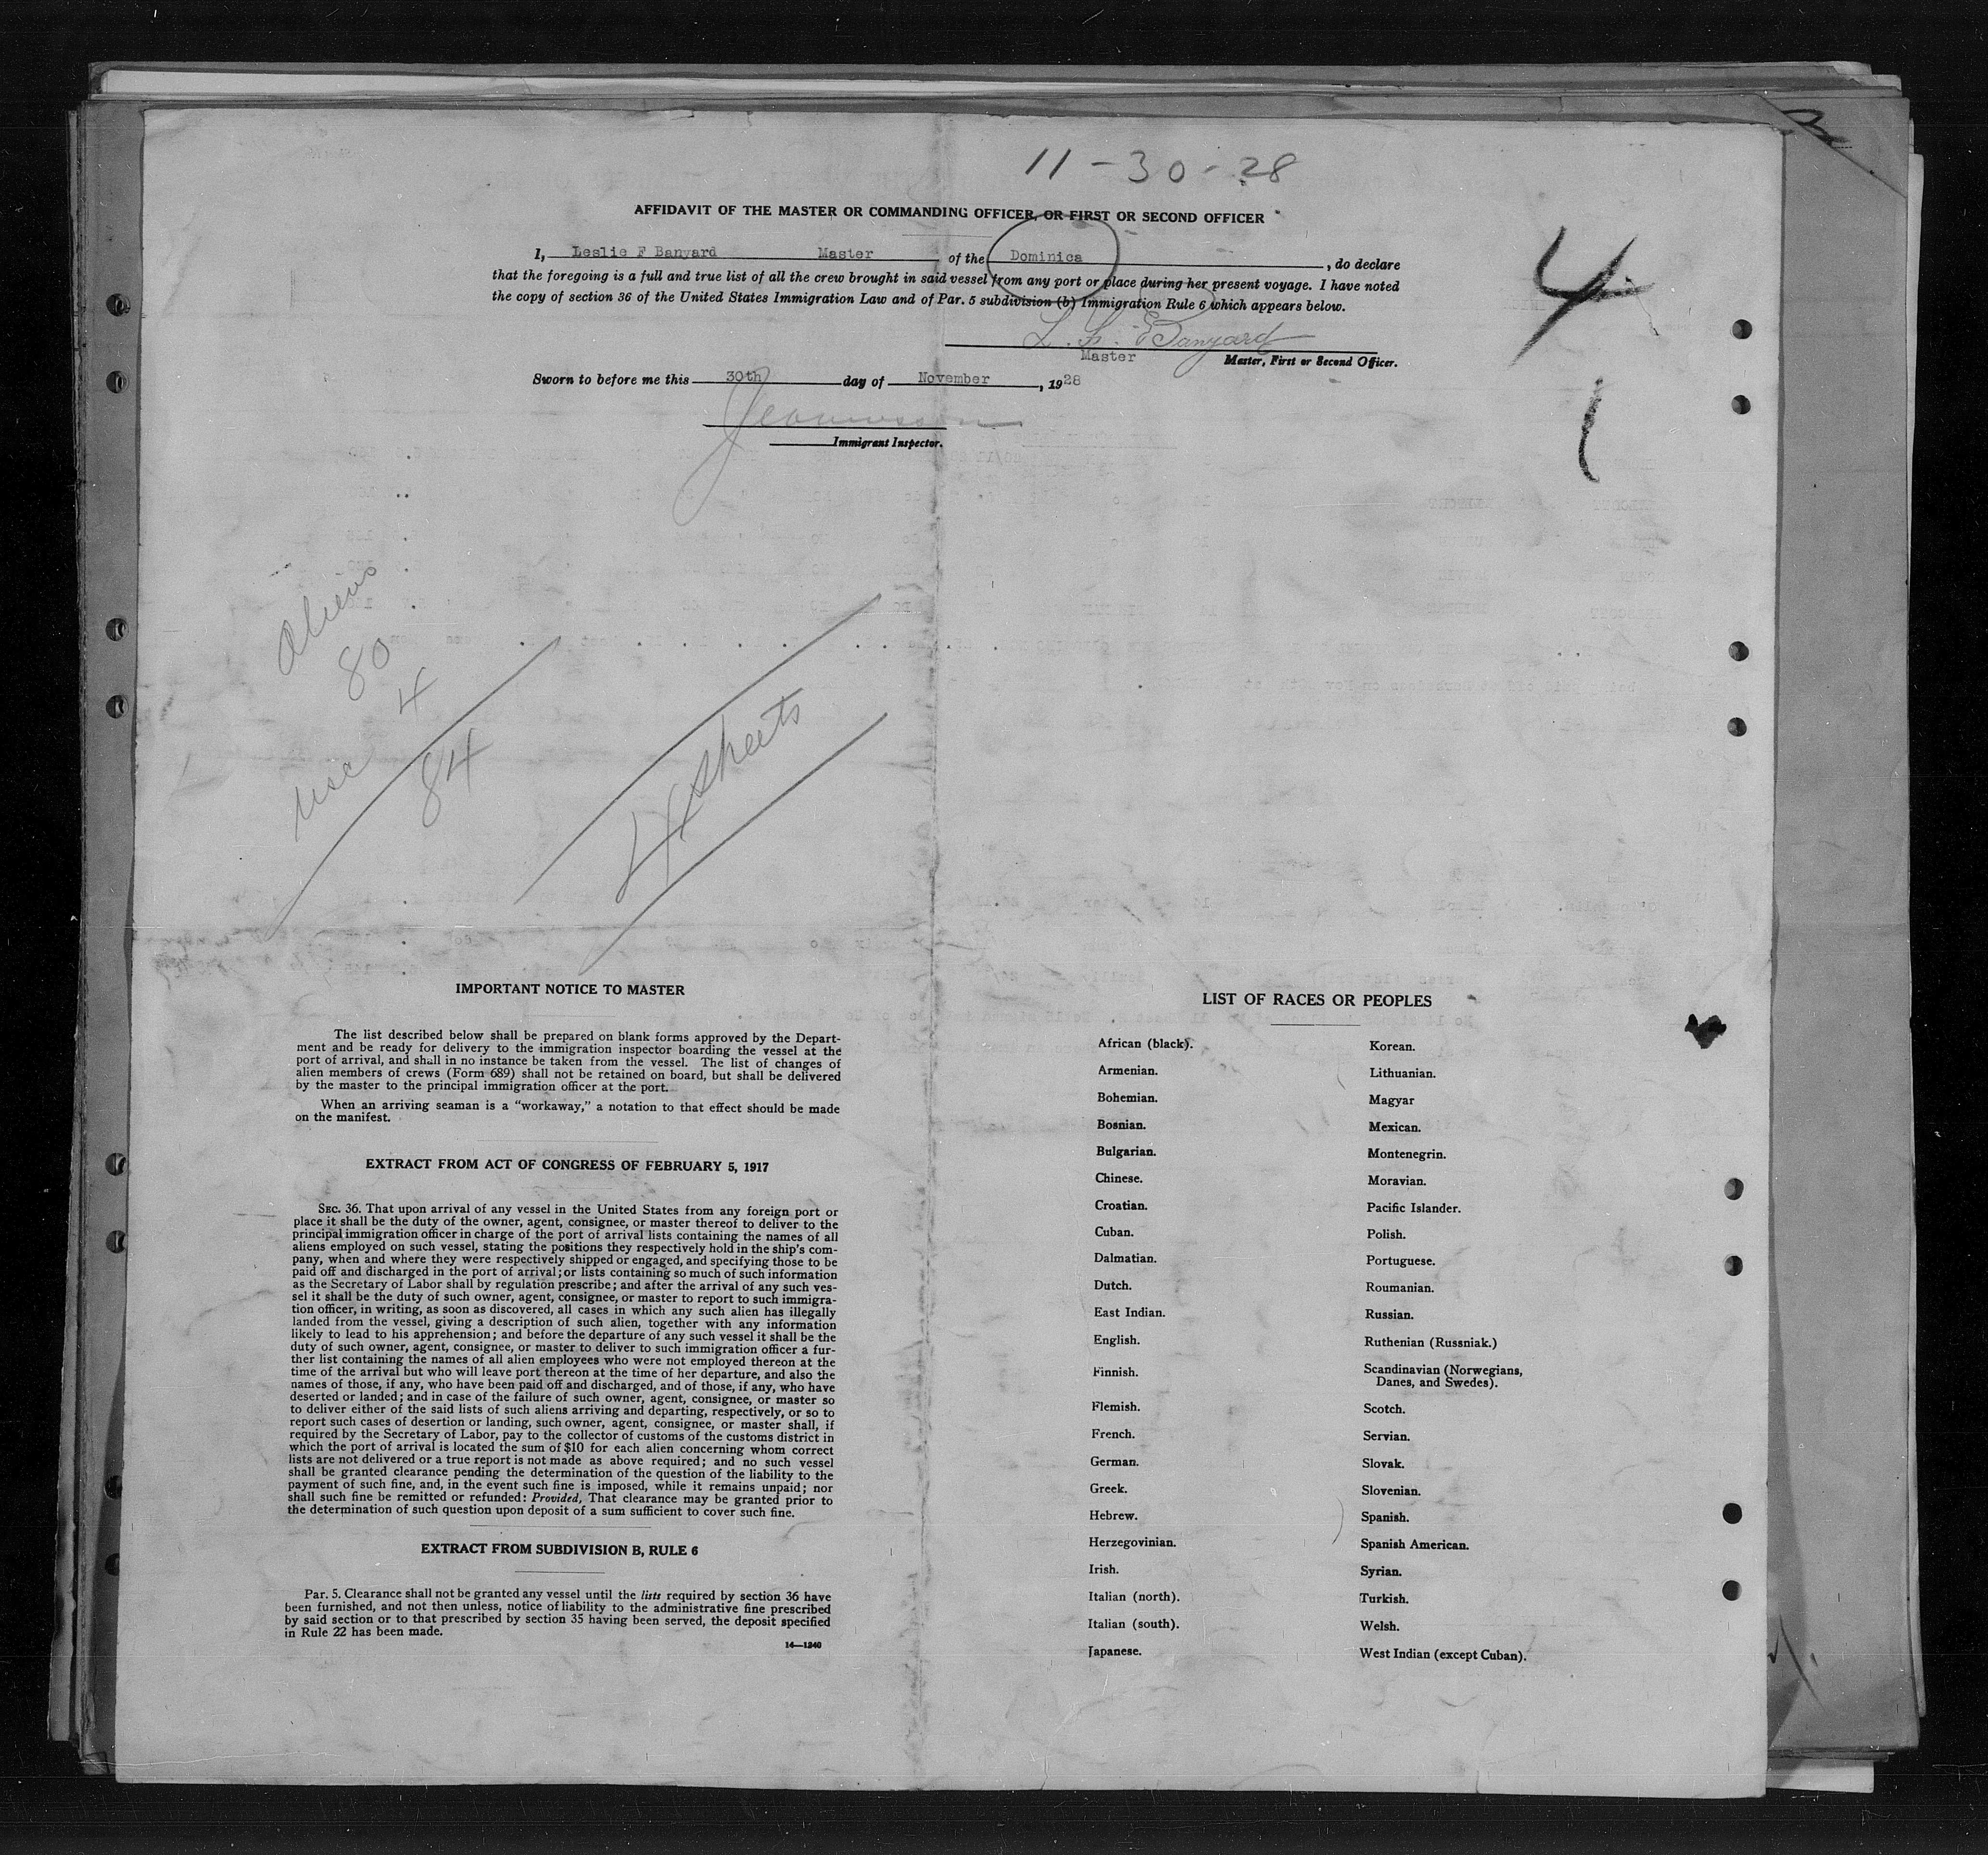 11-30-28
AFFIDAVIT OF THE MASTER OR COMMANDING OFFICER, OR FIRST OR SECOND OFFICER
I, Leslie F Banyard Master of the Dominica, do declare
that the foregoing is a full and true list of all the crew brought in said vessel from any port or place during her present voyage. I have noted
the copy of section 36 of the United States Immigration Law and of Par. 5 subdivision (b) Immigration Rule 6 which appears below.
L. F. Banyard
Master Master, First or Second Officer.
Sworn to before me this 30th day of November, 1928
Immigrant Inspector.
4
1
aliens
80
4
usc
84
4 sheets
IMPORTANT NOTICE TO MASTER
The list described below shall be prepared on blank forms approved by the Depart-
ment and be ready for delivery to the immigration inspector boarding the vessel at the
port of arrival, and shall in no instance be taken from the vessel. The list of changes of
alien members of crews (Form 689) shall not be retained on board, but shall be delivered
by the master to the principal immigration officer at the port.
When an arriving seaman is a "workaway," a notation to that effect should be made
on the manifest.
EXTRACT FROM ACT OF CONGRESS OF FEBRUARY 5, 1917
SEC. 36. That upon arrival of any vessel in the United States from any foreign port or
place it shall be the duty of the owner, agent, consignee, or master thereof to deliver to the
principal immigration officer in charge of the port of arrival lists containing the names of all
aliens employed on such vessel, stating the positions they respectively hold in the ship's com-
pany, when and where they were respectively shipped or engaged, and specifying those to be
paid off and discharged in the port of arrival; or lists containing so much of such information
as the Secretary of Labor shall by regulation prescribe; and after the arrival of any such ves-
sel it shall be the duty of such owner, agent, consignee, or master to report to such immigra-
tion officer, in writing, as soon as discovered, all cases in which any such alien has illegally
landed from the vessel, giving a description of such alien, together with any information
likely to lead to his apprehension; and before the departure of any such vessel it shall be the
duty of such owner, agent, consignee, or master to deliver to such immigration officer a fur-
ther list containing the names of all alien employees who were not employed thereon at the
time of the arrival but who will leave port thereon at the time of her departure, and also the
names of those, if any, who have been paid off and discharged, and of those, if any, who have
deserted or landed; and in case of the failure of such owner, agent, consignee, or master so
to deliver either of the said lists of such aliens arriving and departing, respectively, or so to
report such cases of desertion or landing, such owner, agent, consignee, or master shall, if
required by the Secretary of Labor, pay to the collector of customs of the customs district in
which the port of arrival is located the sum of $10 for each alien concerning whom correct
lists are not delivered or a true report is not made as above required; and no such vessel
shall be granted clearance pending the determination of the question of the liability to the
payment of such fine, and, in the event such fine is imposed, while it remains unpaid; nor
shall such fine be remitted or refunded: Provided, That clearance may be granted prior to
the determination of such question upon deposit of a sum sufficient to cover such fine.
EXTRACT FROM SUBDIVISION B, RULE 6
Par. 5. Clearance shall not be granted any vessel until the lists required by section 36 have
been furnished, and not then unless, notice of liability to the administrative fine prescribed
by said section or to that prescribed by section 35 having been served, the deposit specified
in Rule 22 has been made.
14—1240
LIST OF RACES OR PEOPLES
African (black).
Armenian.
Bohemian.
Bosnian.
Bulgarian.
Chinese.
Croatian.
Cuban.
Dalmatian.
Dutch.
East Indian.
English.
Finnish.
Flemish.
French.
German.
Greek.
Hebrew.
Herzegovinian.
Irish.
Italian (north).
Italian (south).
Japanese.
Korean.
Lithuanian.
Magyar
Mexican.
Montenegrin.
Moravian.
Pacific Islander.
Polish.
Portuguese.
Roumanian.
Russian.
Ruthenian (Russniak.)
Scandinavian (Norwegians,
Danes, and Swedes).
Scotch.
Servian.
Slovak.
Slovenian.
Spanish.
Spanish American.
Syrian.
Turkish.
Welsh.
West Indian (except Cuban).